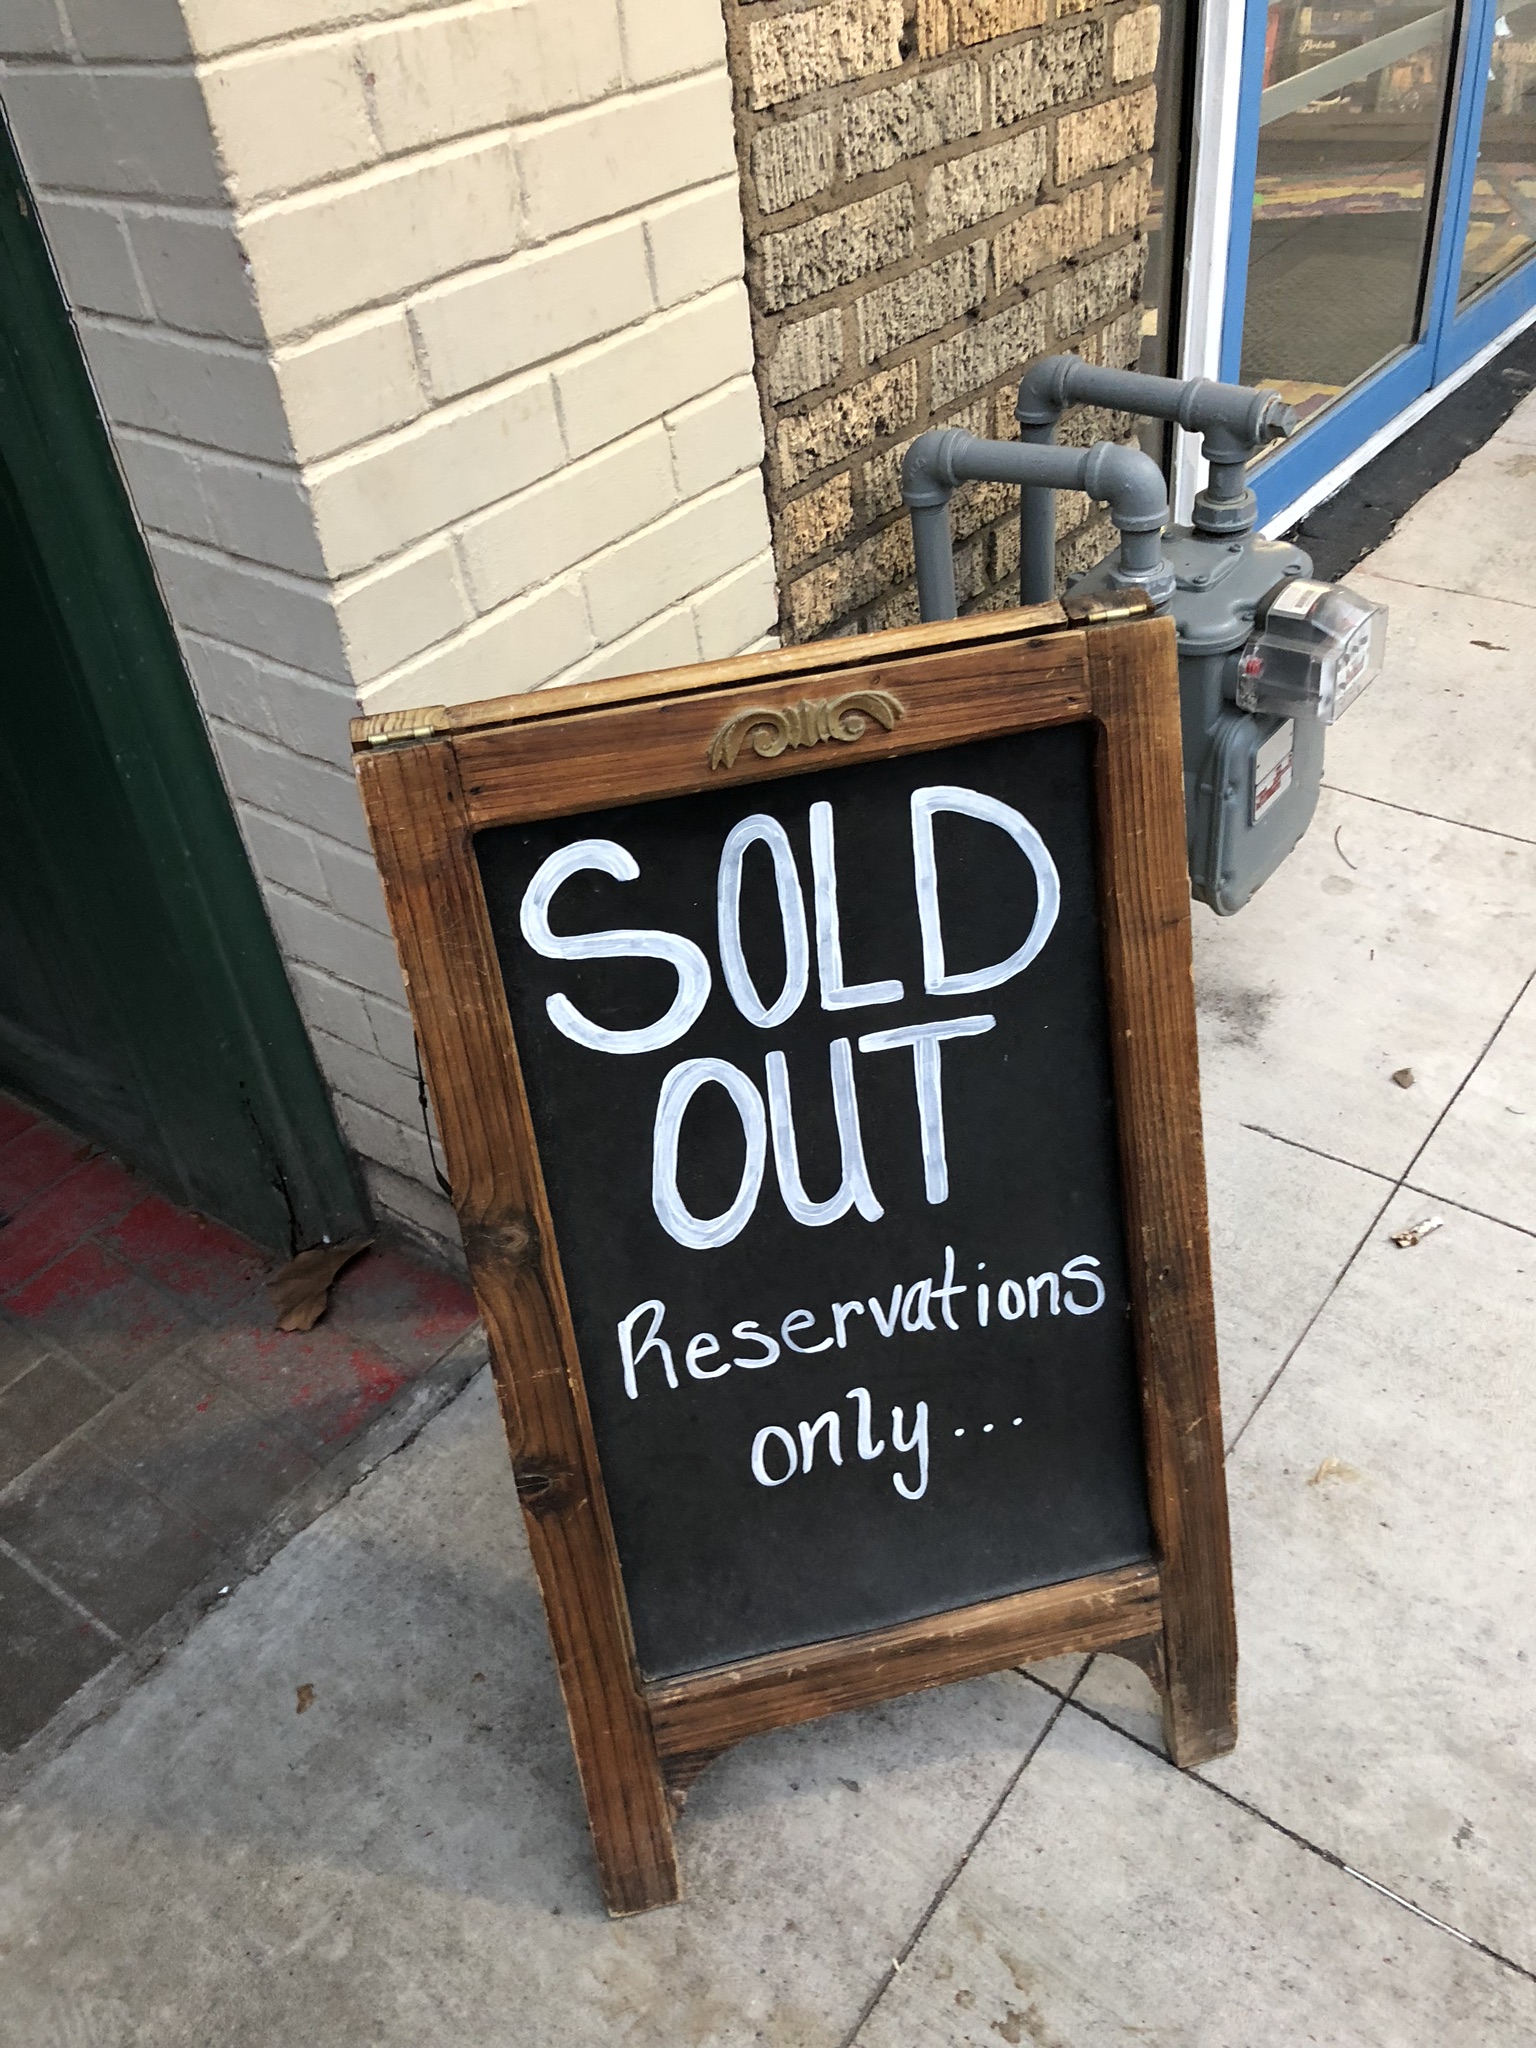 SOLD
OUT
Reservations
only...